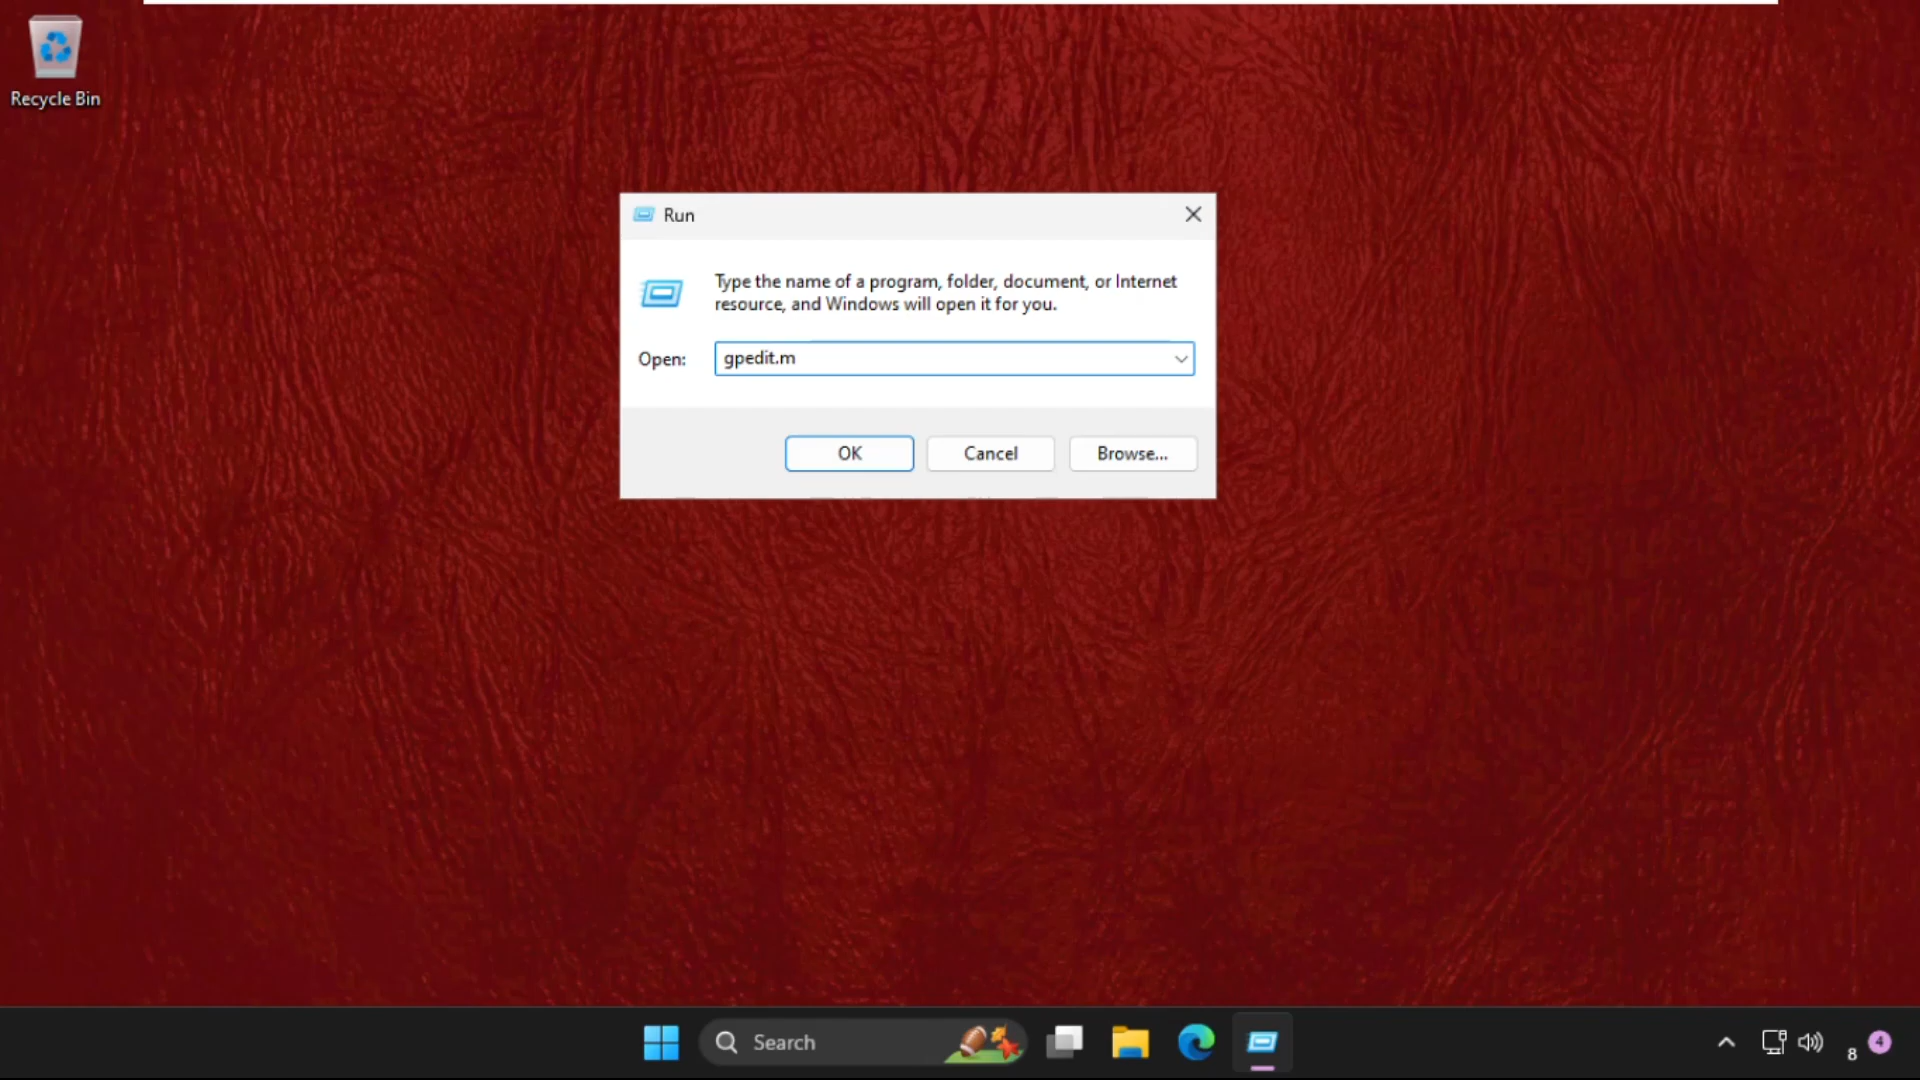 Recycle Bin
Run
Type the name of a program, folder, document, or Internet
resource, and Windows will open it for you.
Open:
gpedit.m
OK
Cancel
Browse...
Search
8
4